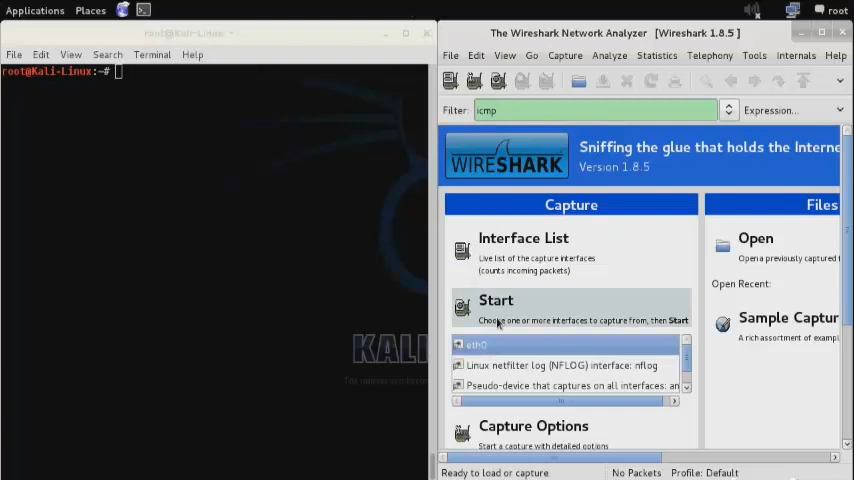 Applications Places root
root@Kali-Linux: ~
File Edit View Search Terminal Help
root@Kali-Linux:~#
KALI
The Wireshark Network Analyzer [Wireshark 1.8.5 ]
File Edit View Go Capture Analyze Statistics Telephony Tools Internals Help
Filter: icmp Expression...
WIRESHARK
Sniffing the glue that holds the Interne
Version 1.8.5
Capture
Interface List
Live list of the capture interfaces
(counts incoming packets)
Start
Choose one or more interfaces to capture from, then Start
eth0
Linux netfilter log (NFLOG) interface: nflog
Pseudo-device that captures on all interfaces: an
Capture Options
Start a capture with detailed options
Files
Open
Open a previously captured f
Open Recent:
Sample Captur
A rich assortment of exampl
Ready to load or capture No Packets Profile: Default